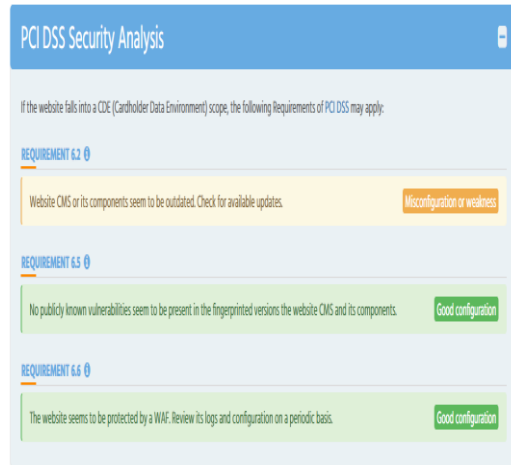 PCI DSS Security Analysis
If the website falls into a CDE (Cardholder Data Environment) scope, the following Requirements of PCI DSS may apply:
REQUIREMENT 6.2
Website CMS or its components seem to be outdated. Check for available updates.
Misconfiguration or weakness
REQUIREMENT 6.5
No publicly known vulnerabilities seem to be present in the fingerprinted versions the website CMS and its components.
Good configuration
REQUIREMENT 6.6
The website seems to be protected by a WAF. Review its logs and configuration on a periodic basis.
Good configuration